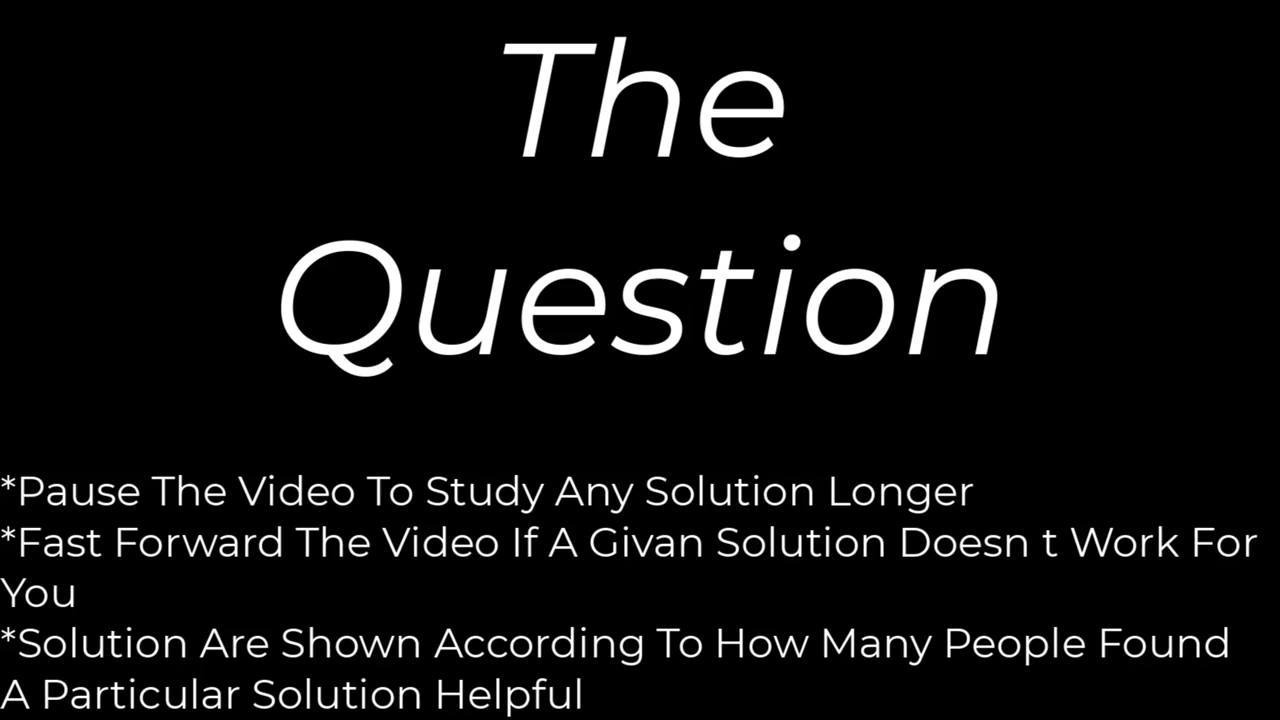 The
Question
*Pause The Video To Study Any Solution Longer
*Fast Forward The Video If A Givan Solution Doesn t Work For
You
*Solution Are Shown According To How Many People Found
A Particular Solution Helpful